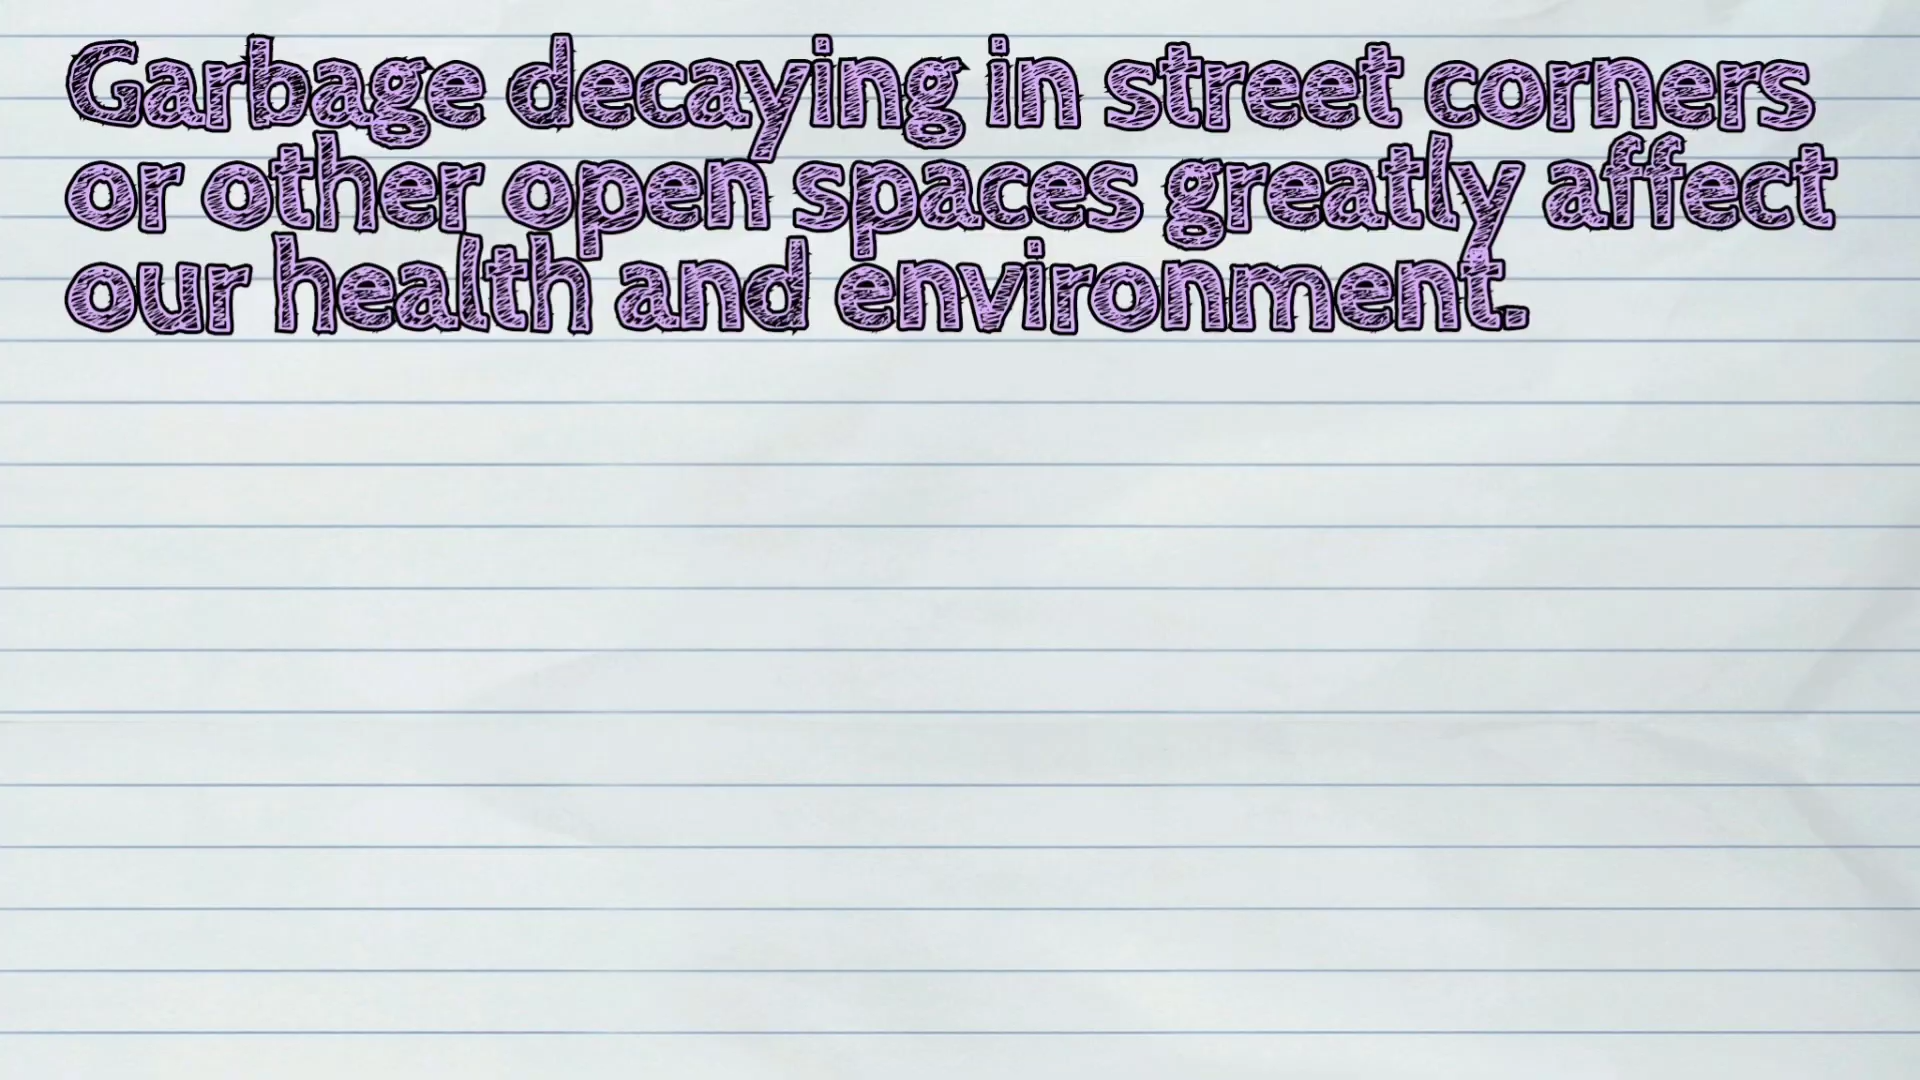 Garbage decaying in street corners
or other open spaces greatly affect
our health and environment.